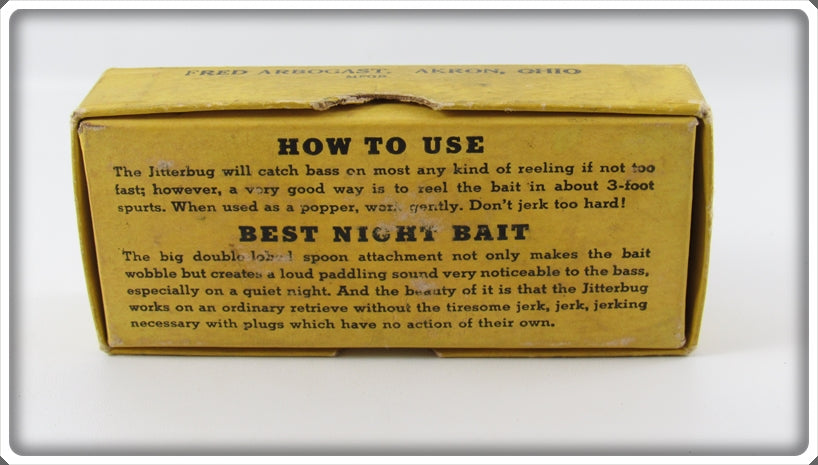 FRED ARBOGAST, AKRON, OHIO
MFGR.
HOW TO USE
The Jitterbug will catch bass on most any kind of reeling if not too
fast; however, a very good way is to reel the bait in about 3-foot
spurts. When used as a popper, work gently. Don't jerk too hard!
BEST NIGHT BAIT
The big double-lobed spoon attachment not only makes the bait
wobble but creates a loud paddling sound very noticeable to the bass,
especially on a quiet night. And the beauty of it is that the Jitterbug
works on an ordinary retrieve without the tiresome jerk, jerk, jerking
necessary with plugs which have no action of their own.